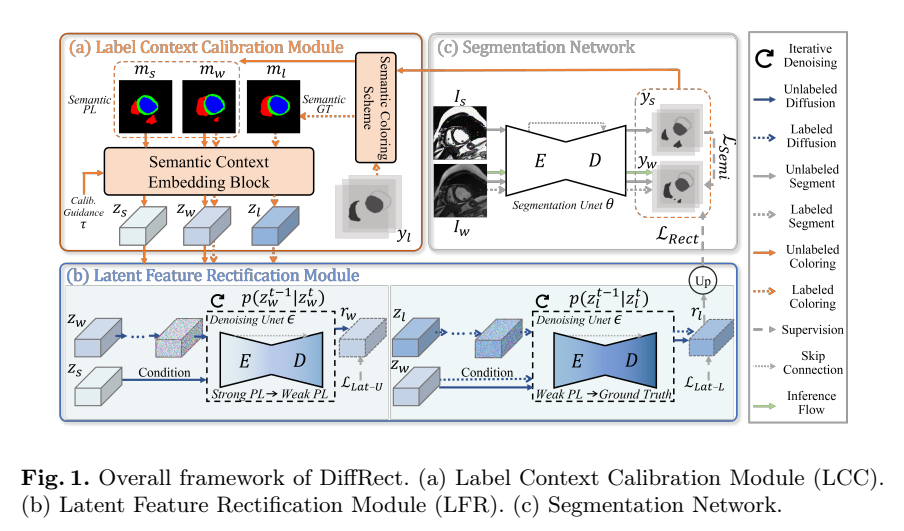 (a) Label Context Calibration Module
m_s
m_w
m_l
Semantic
PL
Semantic
GT
Semantic Coloring
Scheme
Semantic Context
Embedding Block
Calib.
Guidance
τ
z_s
z_w
z_l
y_l
(c) Segmentation Network
I_s
I_w
E
D
Segmentation Unet θ
y_s
y_w
ℒ_Semi
ℒ_Rect
Up
(b) Latent Feature Rectification Module
z_w
z_s
Condition
p(z_w^{t-1}|z_w^t)
Denoising Unet ϵ
E
D
Strong PL → Weak PL
r_w
ℒ_{Lat-U}
z_l
z_w
Condition
p(z_l^{t-1}|z_l^t)
Denoising Unet ϵ
E
D
Weak PL → Ground Truth
r_l
ℒ_{Lat-L}
Iterative
Denoising
Unlabeled
Diffusion
Labeled
Diffusion
Unlabeled
Segment
Labeled
Segment
Unlabeled
Coloring
Labeled
Coloring
Supervision
Skip
Connection
Inference
Flow
Fig. 1. Overall framework of DiffRect. (a) Label Context Calibration Module (LCC).
(b) Latent Feature Rectification Module (LFR). (c) Segmentation Network.